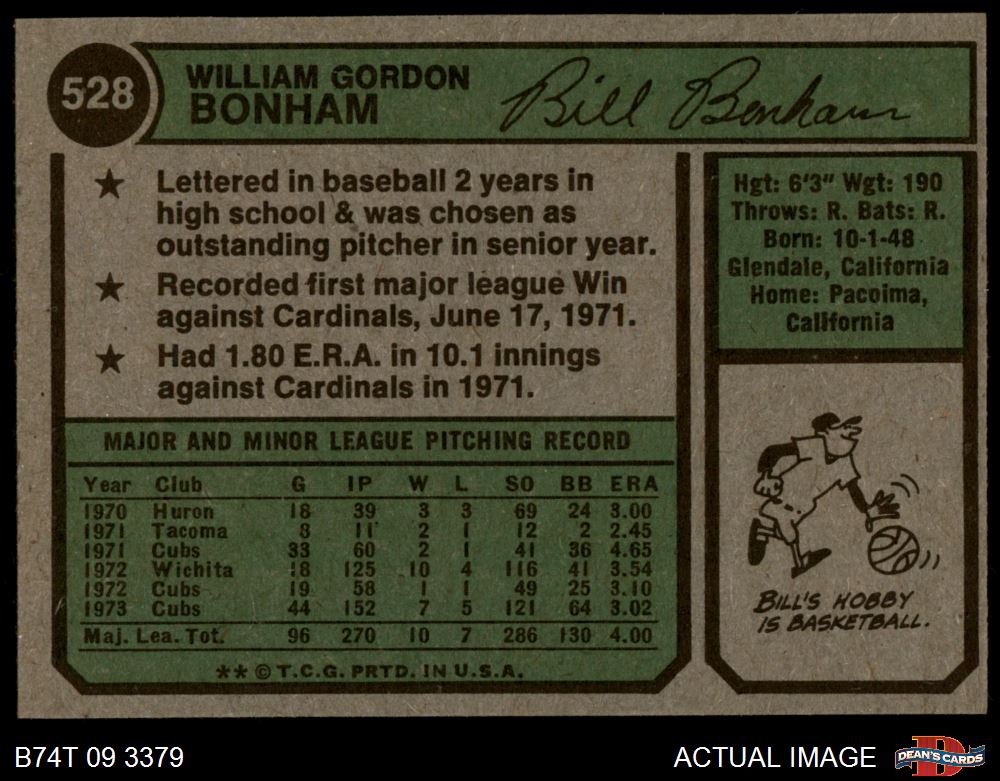 528
WILLIAM GORDON
BONHAM
Bill Bonham
★ Lettered in baseball 2 years in
high school & was chosen as
outstanding pitcher in senior year.
★ Recorded first major league Win
against Cardinals, June 17, 1971.
★ Had 1.80 E.R.A. in 10.1 innings
against Cardinals in 1971.
Hgt: 6'3" Wgt: 190
Throws: R. Bats: R.
Born: 10-1-48
Glendale, California
Home: Pacoima,
California
MAJOR AND MINOR LEAGUE PITCHING RECORD
Year Club G IP W L SO BB ERA
1970 Huron 18 39 3 3 69 24 3.00
1971 Tacoma 8 11 2 1 12 2 2.45
1971 Cubs 33 60 2 1 41 36 4.65
1972 Wichita 18 125 10 4 116 41 3.54
1972 Cubs 19 58 1 1 49 25 3.10
1973 Cubs 44 152 7 5 121 64 3.02
Maj. Lea. Tot. 96 270 10 7 286 130 4.00
** © T.C.G. PRTD. IN U.S.A.
BILL'S HOBBY
IS BASKETBALL.
B74T 09 3379
ACTUAL IMAGE
D
DEAN'S CARDS